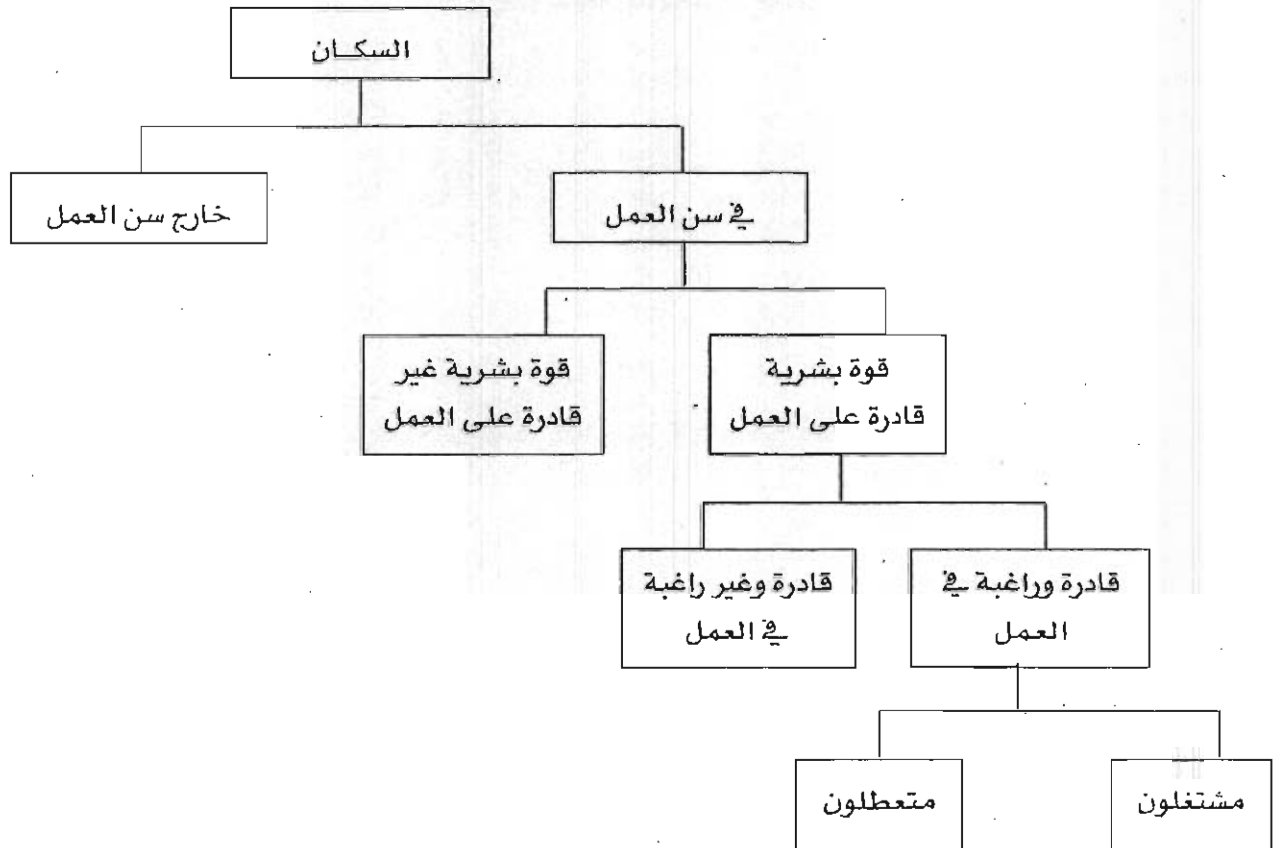 السكـان
في سن العمل
خارج سن العمل
قوة بشرية
قادرة على العمل
قوة بشرية غير
قادرة على العمل
قادرة وراغبة في
العمل
قادرة وغير راغبة
في العمل
مشتغلون
متعطلون